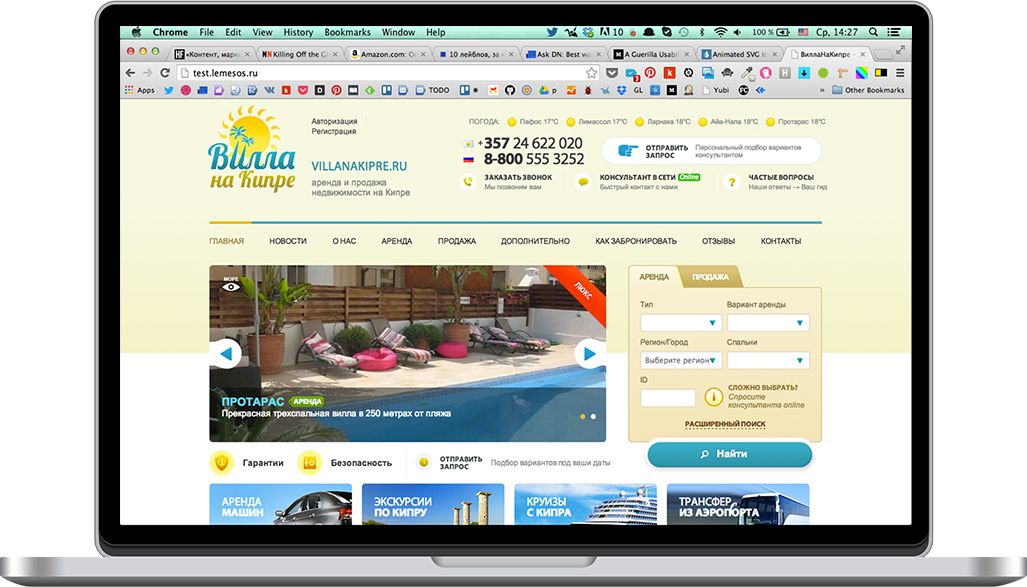 Chrome File Edit View History Bookmarks Window Help
10 100 % Ср, 14:27
«Контент, марк
Killing Off the G
Amazon.com: O
10 лейблов, за
Ask DN: Best wa
A Guerilla Usabil
Animated SVG Ic
ВиллаНаКипре
test.lemesos.ru
Apps TODO GL Yubi » Other Bookmarks
Вилла
на Кипре
Авторизация
Регистрация
VILLANAKIPRE.RU
аренда и продажа
недвижимости на Кипре
ПОГОДА: Пафос 17°C Лимассол 17°C Ларнака 18°C Айа-Напа 18°C Протарас 18°C
+357 24 622 020
8-800 555 3252
ОТПРАВИТЬ
ЗАПРОС
Персональный подбор вариантов
консультантом
ЗАКАЗАТЬ ЗВОНОК
Мы позвоним вам
КОНСУЛЬТАНТ В СЕТИ Online
Быстрый контакт с нами
ЧАСТЫЕ ВОПРОСЫ
Наши ответы → Ваш гид
ГЛАВНАЯ НОВОСТИ О НАС АРЕНДА ПРОДАЖА ДОПОЛНИТЕЛЬНО КАК ЗАБРОНИРОВАТЬ ОТЗЫВЫ КОНТАКТЫ
МОРЕ
ЛЮКС
ПРОТАРАС АРЕНДА
Прекрасная трехспальная вилла в 250 метрах от пляжа
АРЕНДА ПРОДАЖА
Тип Вариант аренды
Регион/Город Спальни
Выберите регион
ID
СЛОЖНО ВЫБРАТЬ?
Спросите
консультанта online
РАСШИРЕННЫЙ ПОИСК
Найти
Гарантии
Безопасность
ОТПРАВИТЬ
ЗАПРОС
Подбор вариантов под ваши даты
АРЕНДА
МАШИН
ЭКСКУРСИИ
ПО КИПРУ
КРУИЗЫ
С КИПРА
ТРАНСФЕР
ИЗ АЭРОПОРТА